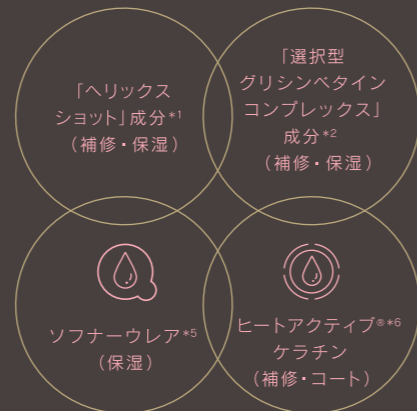 「ヘリックス
ショット」成分*1
（補修・保湿）
「選択型
グリシンベタイン
コンプレックス」
成分*2
（補修・保湿）
ソフナーウレア*5
（保湿）
ヒートアクティブ®*6
ケラチン
（補修・コート）